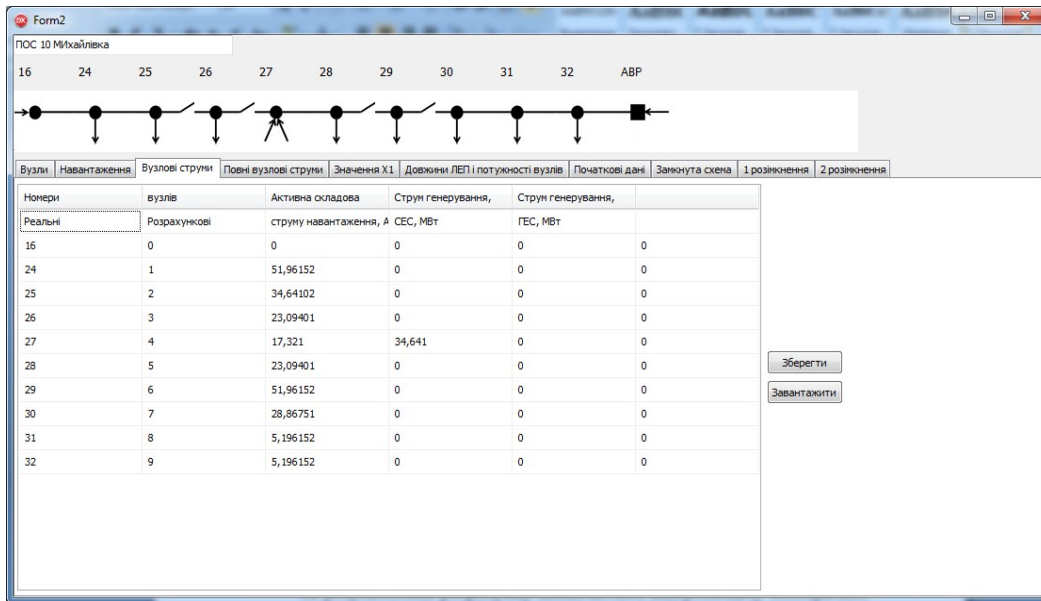 Form2
ПОС 10 МИхайлівка
16 24 25 26 27 28 29 30 31 32 АВР
Вузли Навантаження Вузлові струми Повні вузлові струми Значення X1 Довжини ЛЕП і потужності вузлів Початкові дані Замкнута схема 1 розімкнення 2 розімкнення
Номери вузлів Активна складова Струм генерування, Струм генерування,
Реальні Розрахункові струму навантаження, А СЕС, МВт ГЕС, МВт
16 0 0 0 0 0
24 1 51,96152 0 0 0
25 2 34,64102 0 0 0
26 3 23,09401 0 0 0
27 4 17,321 34,641 0 0
28 5 23,09401 0 0 0
29 6 51,96152 0 0 0
30 7 28,86751 0 0 0
31 8 5,196152 0 0 0
32 9 5,196152 0 0 0
Зберегти
Завантажити